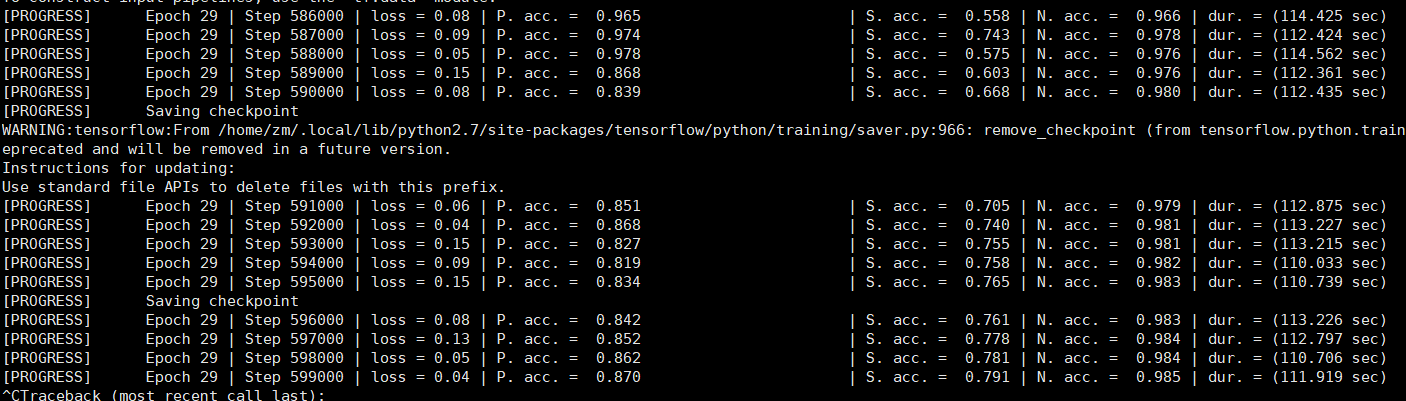 To construct input pipelines, use the `tf.data` module.
[PROGRESS] Epoch 29 | Step 586000 | loss = 0.08 | P. acc. = 0.965 | S. acc. = 0.558 | N. acc. = 0.966 | dur. = (114.425 sec)
[PROGRESS] Epoch 29 | Step 587000 | loss = 0.09 | P. acc. = 0.974 | S. acc. = 0.743 | N. acc. = 0.978 | dur. = (112.424 sec)
[PROGRESS] Epoch 29 | Step 588000 | loss = 0.05 | P. acc. = 0.978 | S. acc. = 0.575 | N. acc. = 0.976 | dur. = (114.562 sec)
[PROGRESS] Epoch 29 | Step 589000 | loss = 0.15 | P. acc. = 0.868 | S. acc. = 0.603 | N. acc. = 0.976 | dur. = (112.361 sec)
[PROGRESS] Epoch 29 | Step 590000 | loss = 0.08 | P. acc. = 0.839 | S. acc. = 0.668 | N. acc. = 0.980 | dur. = (112.435 sec)
[PROGRESS] Saving checkpoint
WARNING:tensorflow:From /home/zm/.local/lib/python2.7/site-packages/tensorflow/python/training/saver.py:966: remove_checkpoint (from tensorflow.python.train
eprecated and will be removed in a future version.
Instructions for updating:
Use standard file APIs to delete files with this prefix.
[PROGRESS] Epoch 29 | Step 591000 | loss = 0.06 | P. acc. = 0.851 | S. acc. = 0.705 | N. acc. = 0.979 | dur. = (112.875 sec)
[PROGRESS] Epoch 29 | Step 592000 | loss = 0.04 | P. acc. = 0.868 | S. acc. = 0.740 | N. acc. = 0.981 | dur. = (113.227 sec)
[PROGRESS] Epoch 29 | Step 593000 | loss = 0.15 | P. acc. = 0.827 | S. acc. = 0.755 | N. acc. = 0.981 | dur. = (113.215 sec)
[PROGRESS] Epoch 29 | Step 594000 | loss = 0.09 | P. acc. = 0.819 | S. acc. = 0.758 | N. acc. = 0.982 | dur. = (110.033 sec)
[PROGRESS] Epoch 29 | Step 595000 | loss = 0.15 | P. acc. = 0.834 | S. acc. = 0.765 | N. acc. = 0.983 | dur. = (110.739 sec)
[PROGRESS] Saving checkpoint
[PROGRESS] Epoch 29 | Step 596000 | loss = 0.08 | P. acc. = 0.842 | S. acc. = 0.761 | N. acc. = 0.983 | dur. = (113.226 sec)
[PROGRESS] Epoch 29 | Step 597000 | loss = 0.13 | P. acc. = 0.852 | S. acc. = 0.778 | N. acc. = 0.984 | dur. = (112.797 sec)
[PROGRESS] Epoch 29 | Step 598000 | loss = 0.05 | P. acc. = 0.862 | S. acc. = 0.781 | N. acc. = 0.984 | dur. = (110.706 sec)
[PROGRESS] Epoch 29 | Step 599000 | loss = 0.04 | P. acc. = 0.870 | S. acc. = 0.791 | N. acc. = 0.985 | dur. = (111.919 sec)
^CTraceback (most recent call last):